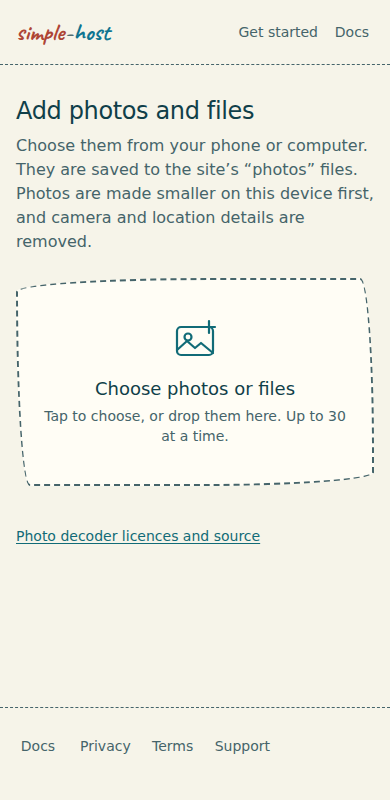 simple-host
Get started Docs
Add photos and files
Choose them from your phone or computer.
They are saved to the site’s “photos” files.
Photos are made smaller on this device first,
and camera and location details are
removed.
Choose photos or files
Tap to choose, or drop them here. Up to 30
at a time.
Photo decoder licences and source
Docs Privacy Terms Support